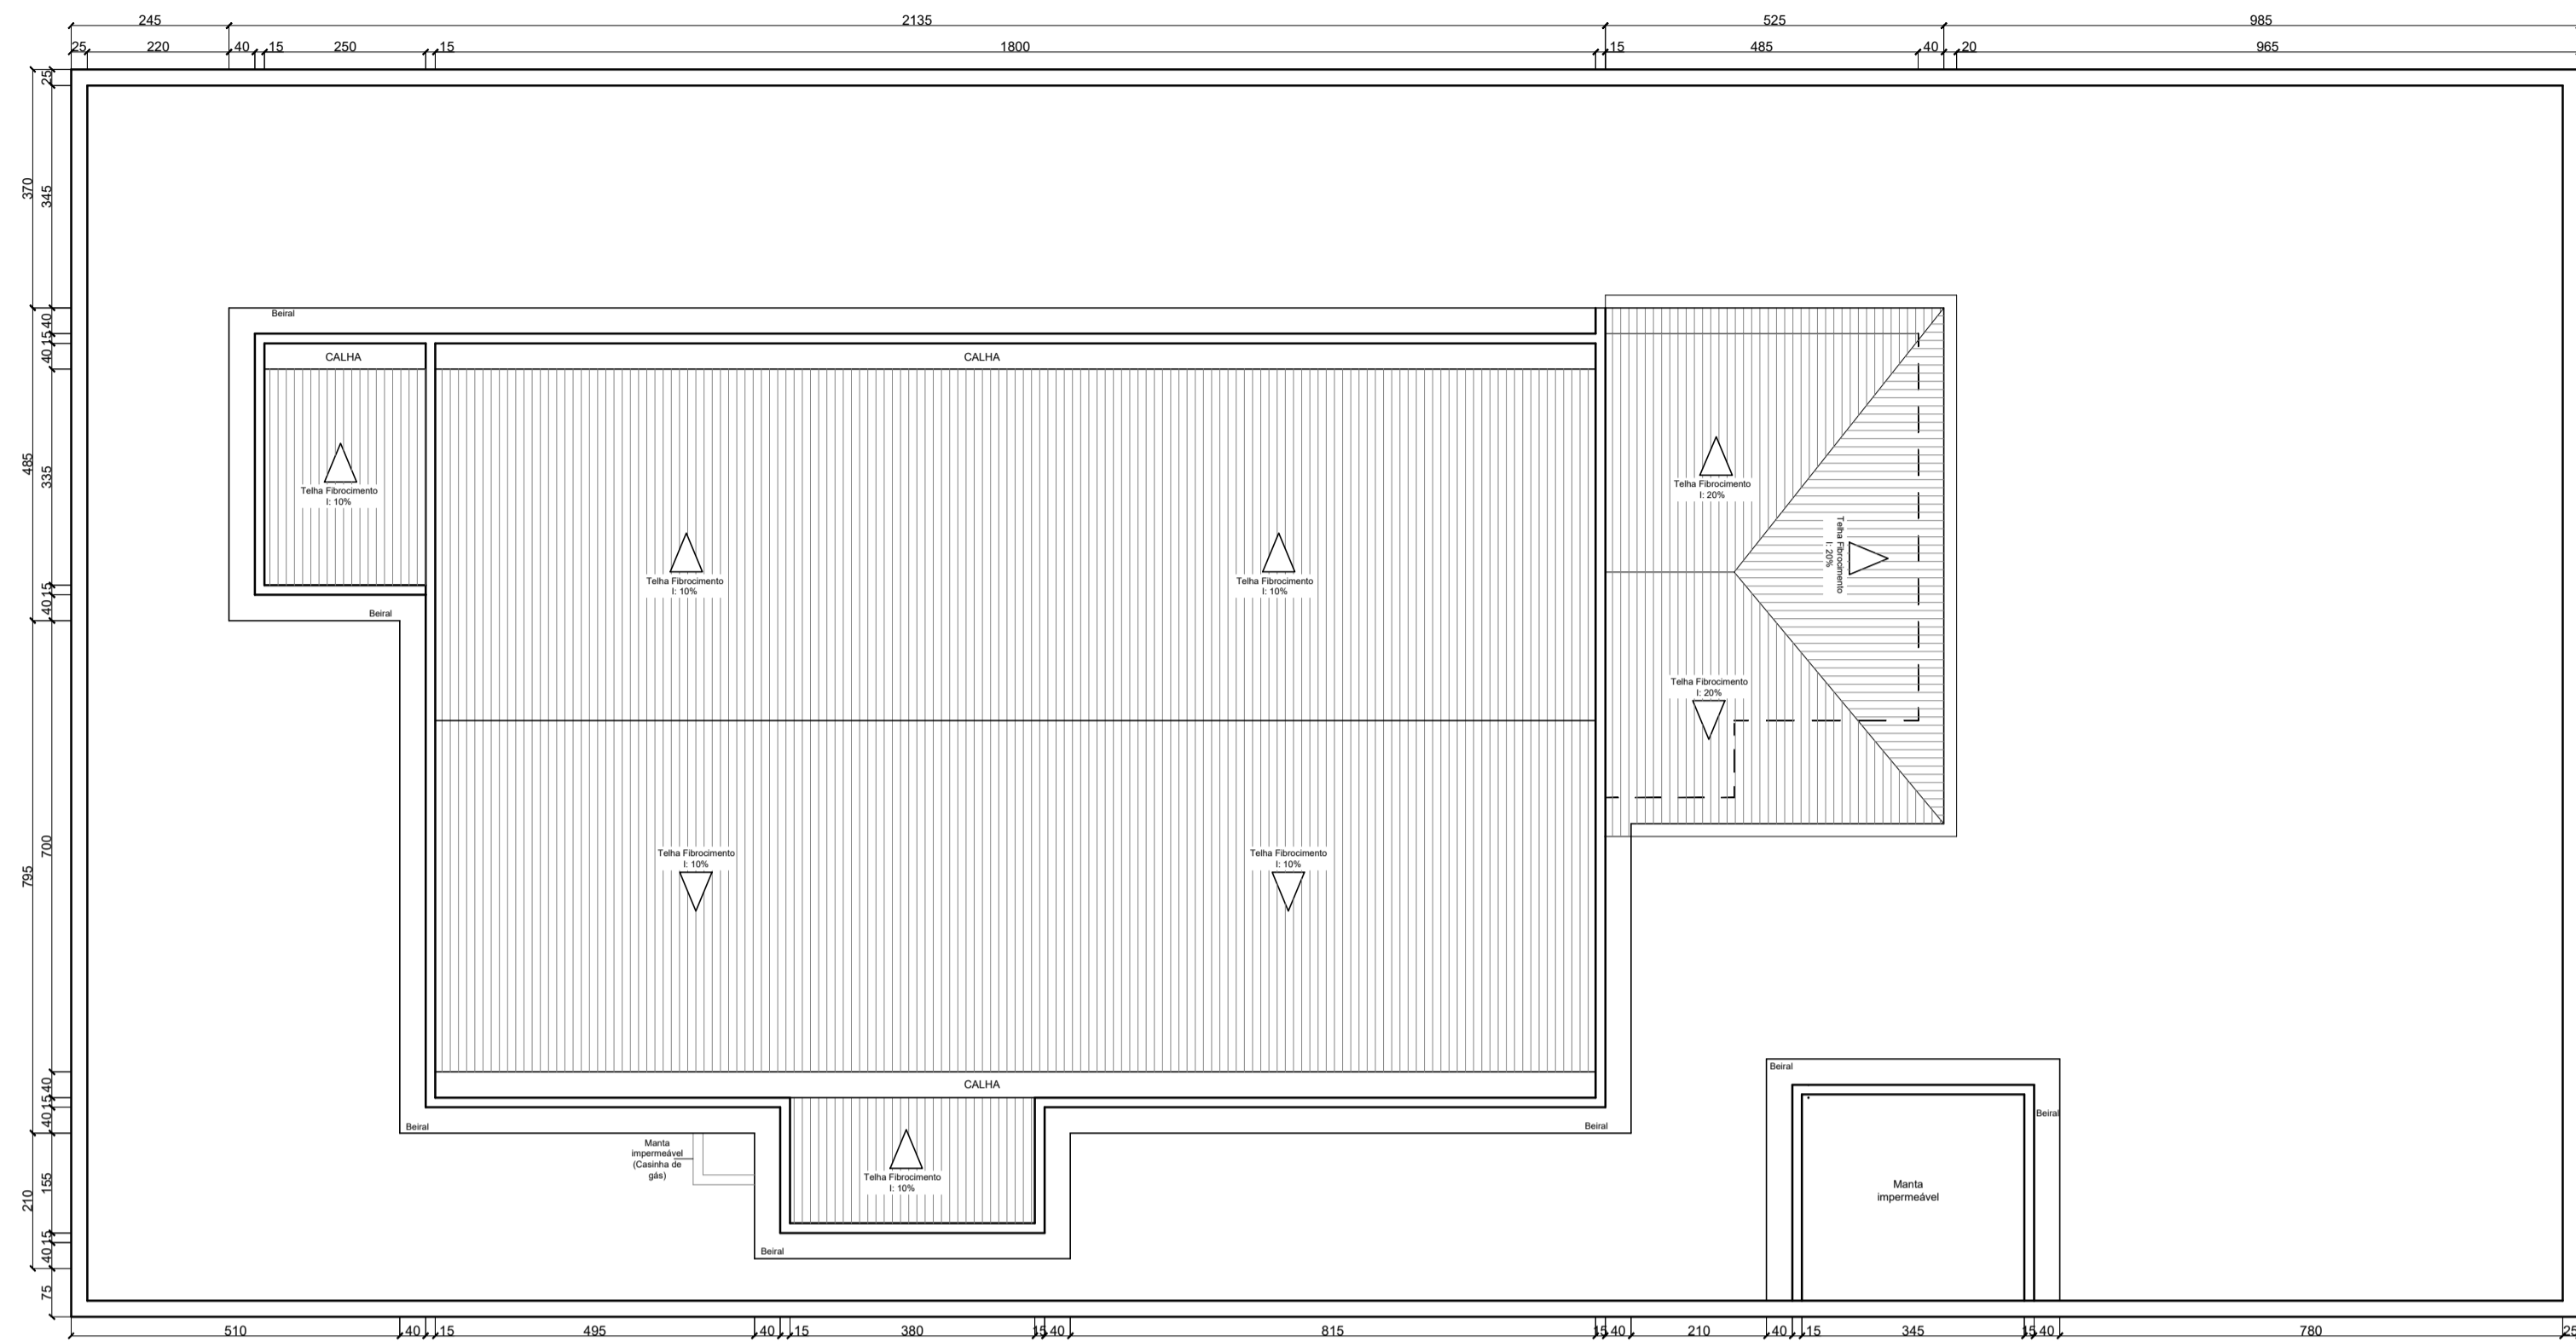 245
2135
525
985
25
220
40
15
250
15
1800
15
485
40
20
965
370
25
345
485
40
15
40
335
15
40
795
700
40
15
40
210
155
15
40
75
Beiral
CALHA
CALHA
Telha Fibrocimento
I: 10%
Telha Fibrocimento
I: 20%
Telha Fibrocimento
I: 20%
Telha Fibrocimento
I: 10%
Telha Fibrocimento
I: 10%
Beiral
Telha Fibrocimento
I: 20%
Telha Fibrocimento
I: 10%
Telha Fibrocimento
I: 10%
CALHA
Beiral
Beiral
Beiral
Beiral
Manta
impermeável
(Casinha de
gás)
Telha Fibrocimento
I: 10%
Manta
impermeável
Beiral
510
40
15
495
40
15
380
15
40
815
15
40
210
40
15
345
15
40
780
25